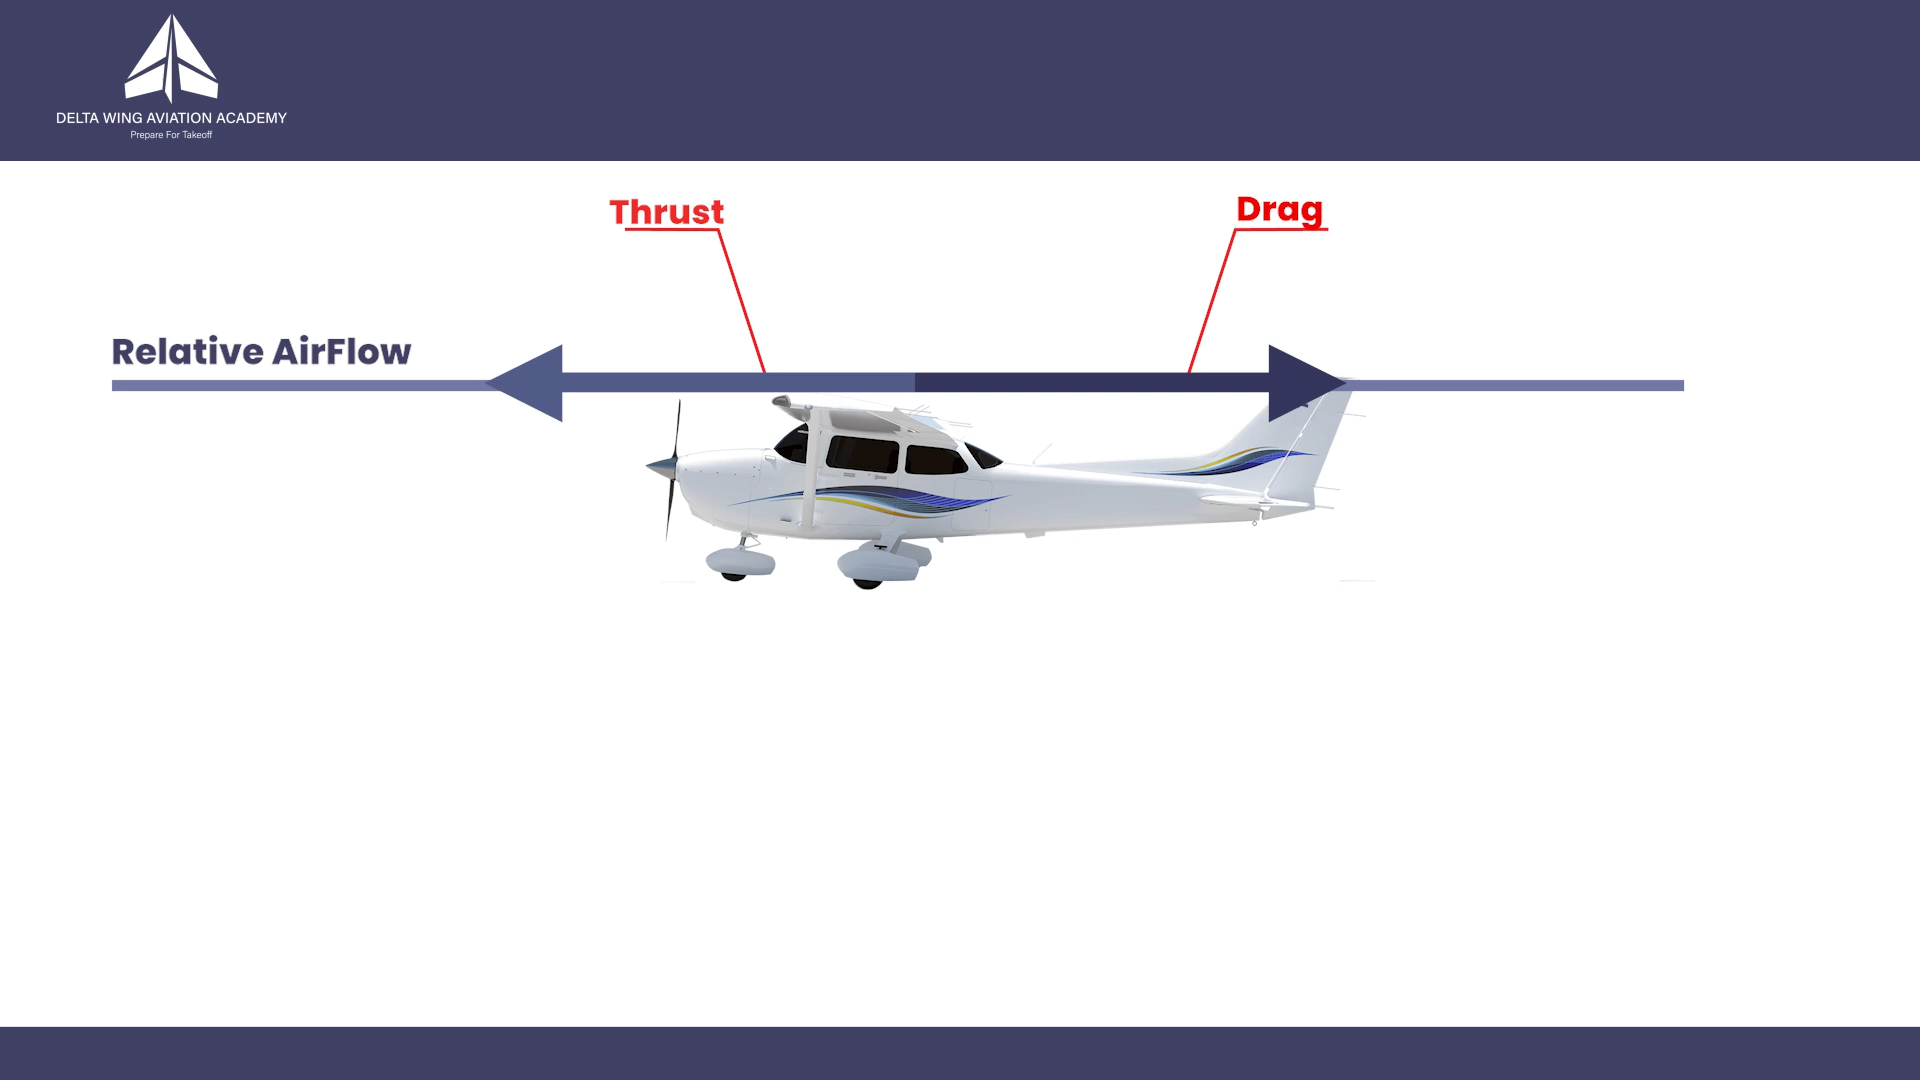 DELTA WING AVIATION ACADEMY
Prepare For Takeoff
Thrust
Drag
Relative AirFlow